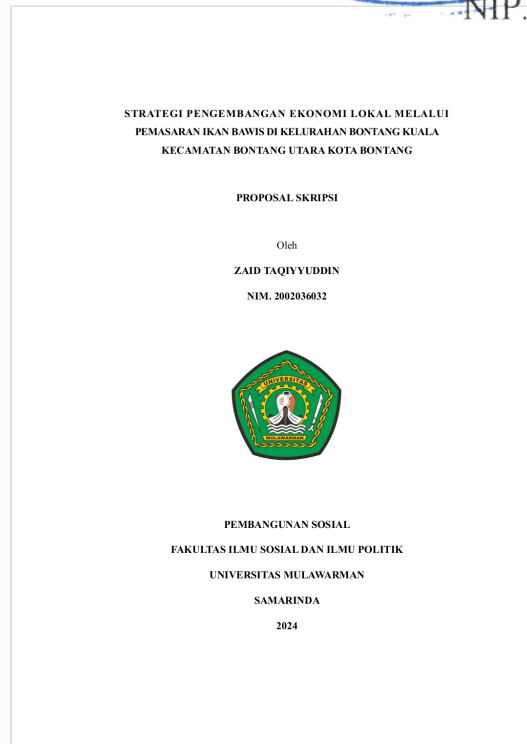 NIP.
STRATEGI PENGEMBANGAN EKONOMI LOKAL MELALUI
PEMASARAN IKAN BAWIS DI KELURAHAN BONTANG KUALA
KECAMATAN BONTANG UTARA KOTA BONTANG
PROPOSAL SKRIPSI
Oleh
ZAID TAQIYYUDDIN
NIM. 2002036032
UNIVERSITAS
MULAWARMAN
PEMBANGUNAN SOSIAL
FAKULTAS ILMU SOSIAL DAN ILMU POLITIK
UNIVERSITAS MULAWARMAN
SAMARINDA
2024